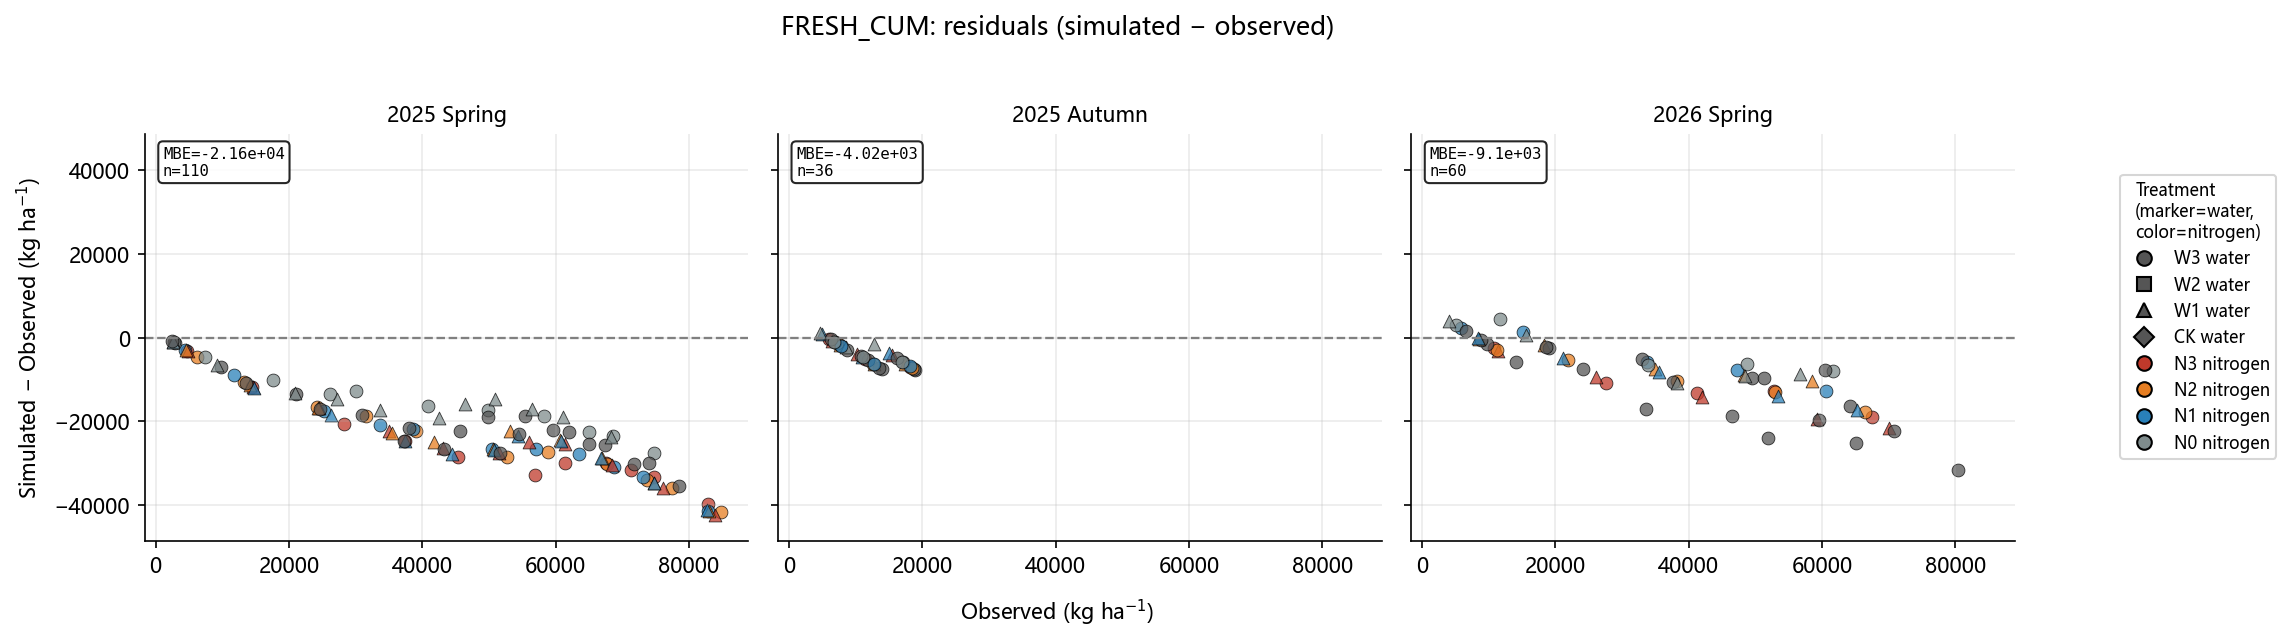 FRESH_CUM: residuals (simulated − observed)
2025 Spring
2025 Autumn
2026 Spring
MBE=-2.16e+04
n=110
MBE=-4.02e+03
n=36
MBE=-9.1e+03
n=60
Simulated − Observed (kg ha⁻¹)
40000
20000
0
−20000
−40000
0 20000 40000 60000 80000
0 20000 40000 60000 80000
0 20000 40000 60000 80000
Observed (kg ha⁻¹)
Treatment
(marker=water,
color=nitrogen)
W3 water
W2 water
W1 water
CK water
N3 nitrogen
N2 nitrogen
N1 nitrogen
N0 nitrogen